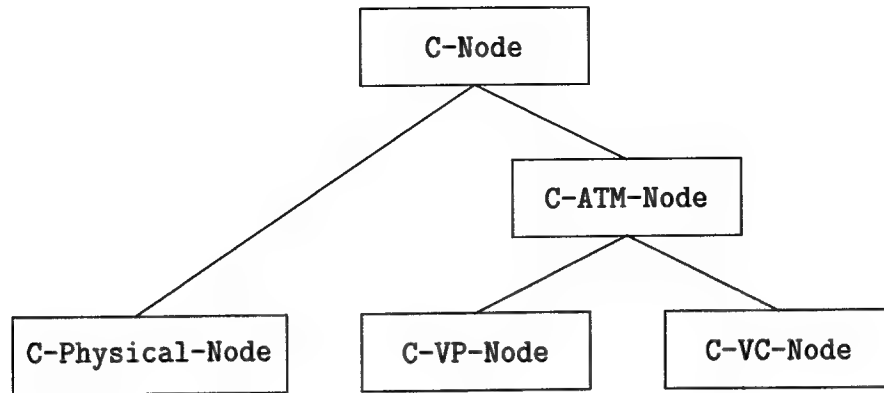 C-Node
C-ATM-Node
C-Physical-Node
C-VP-Node
C-VC-Node